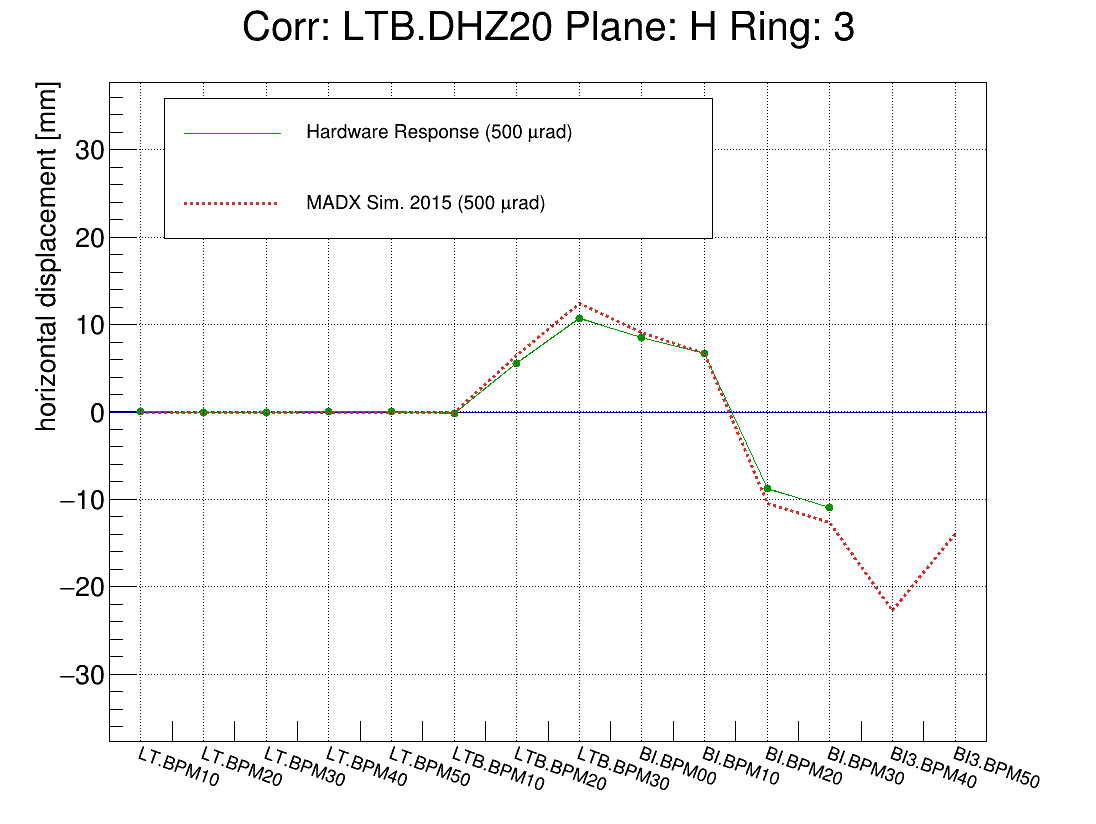 Corr: LTB.DHZ20 Plane: H Ring: 3
horizontal displacement [mm]
Hardware Response (500 μrad)
MADX Sim. 2015 (500 μrad)
30
20
10
0
−10
−20
−30
LT.BPM10
LT.BPM20
LT.BPM30
LT.BPM40
LT.BPM50
LTB.BPM10
LTB.BPM20
LTB.BPM30
BI.BPM00
BI.BPM10
BI.BPM20
BI.BPM30
BI3.BPM40
BI3.BPM50